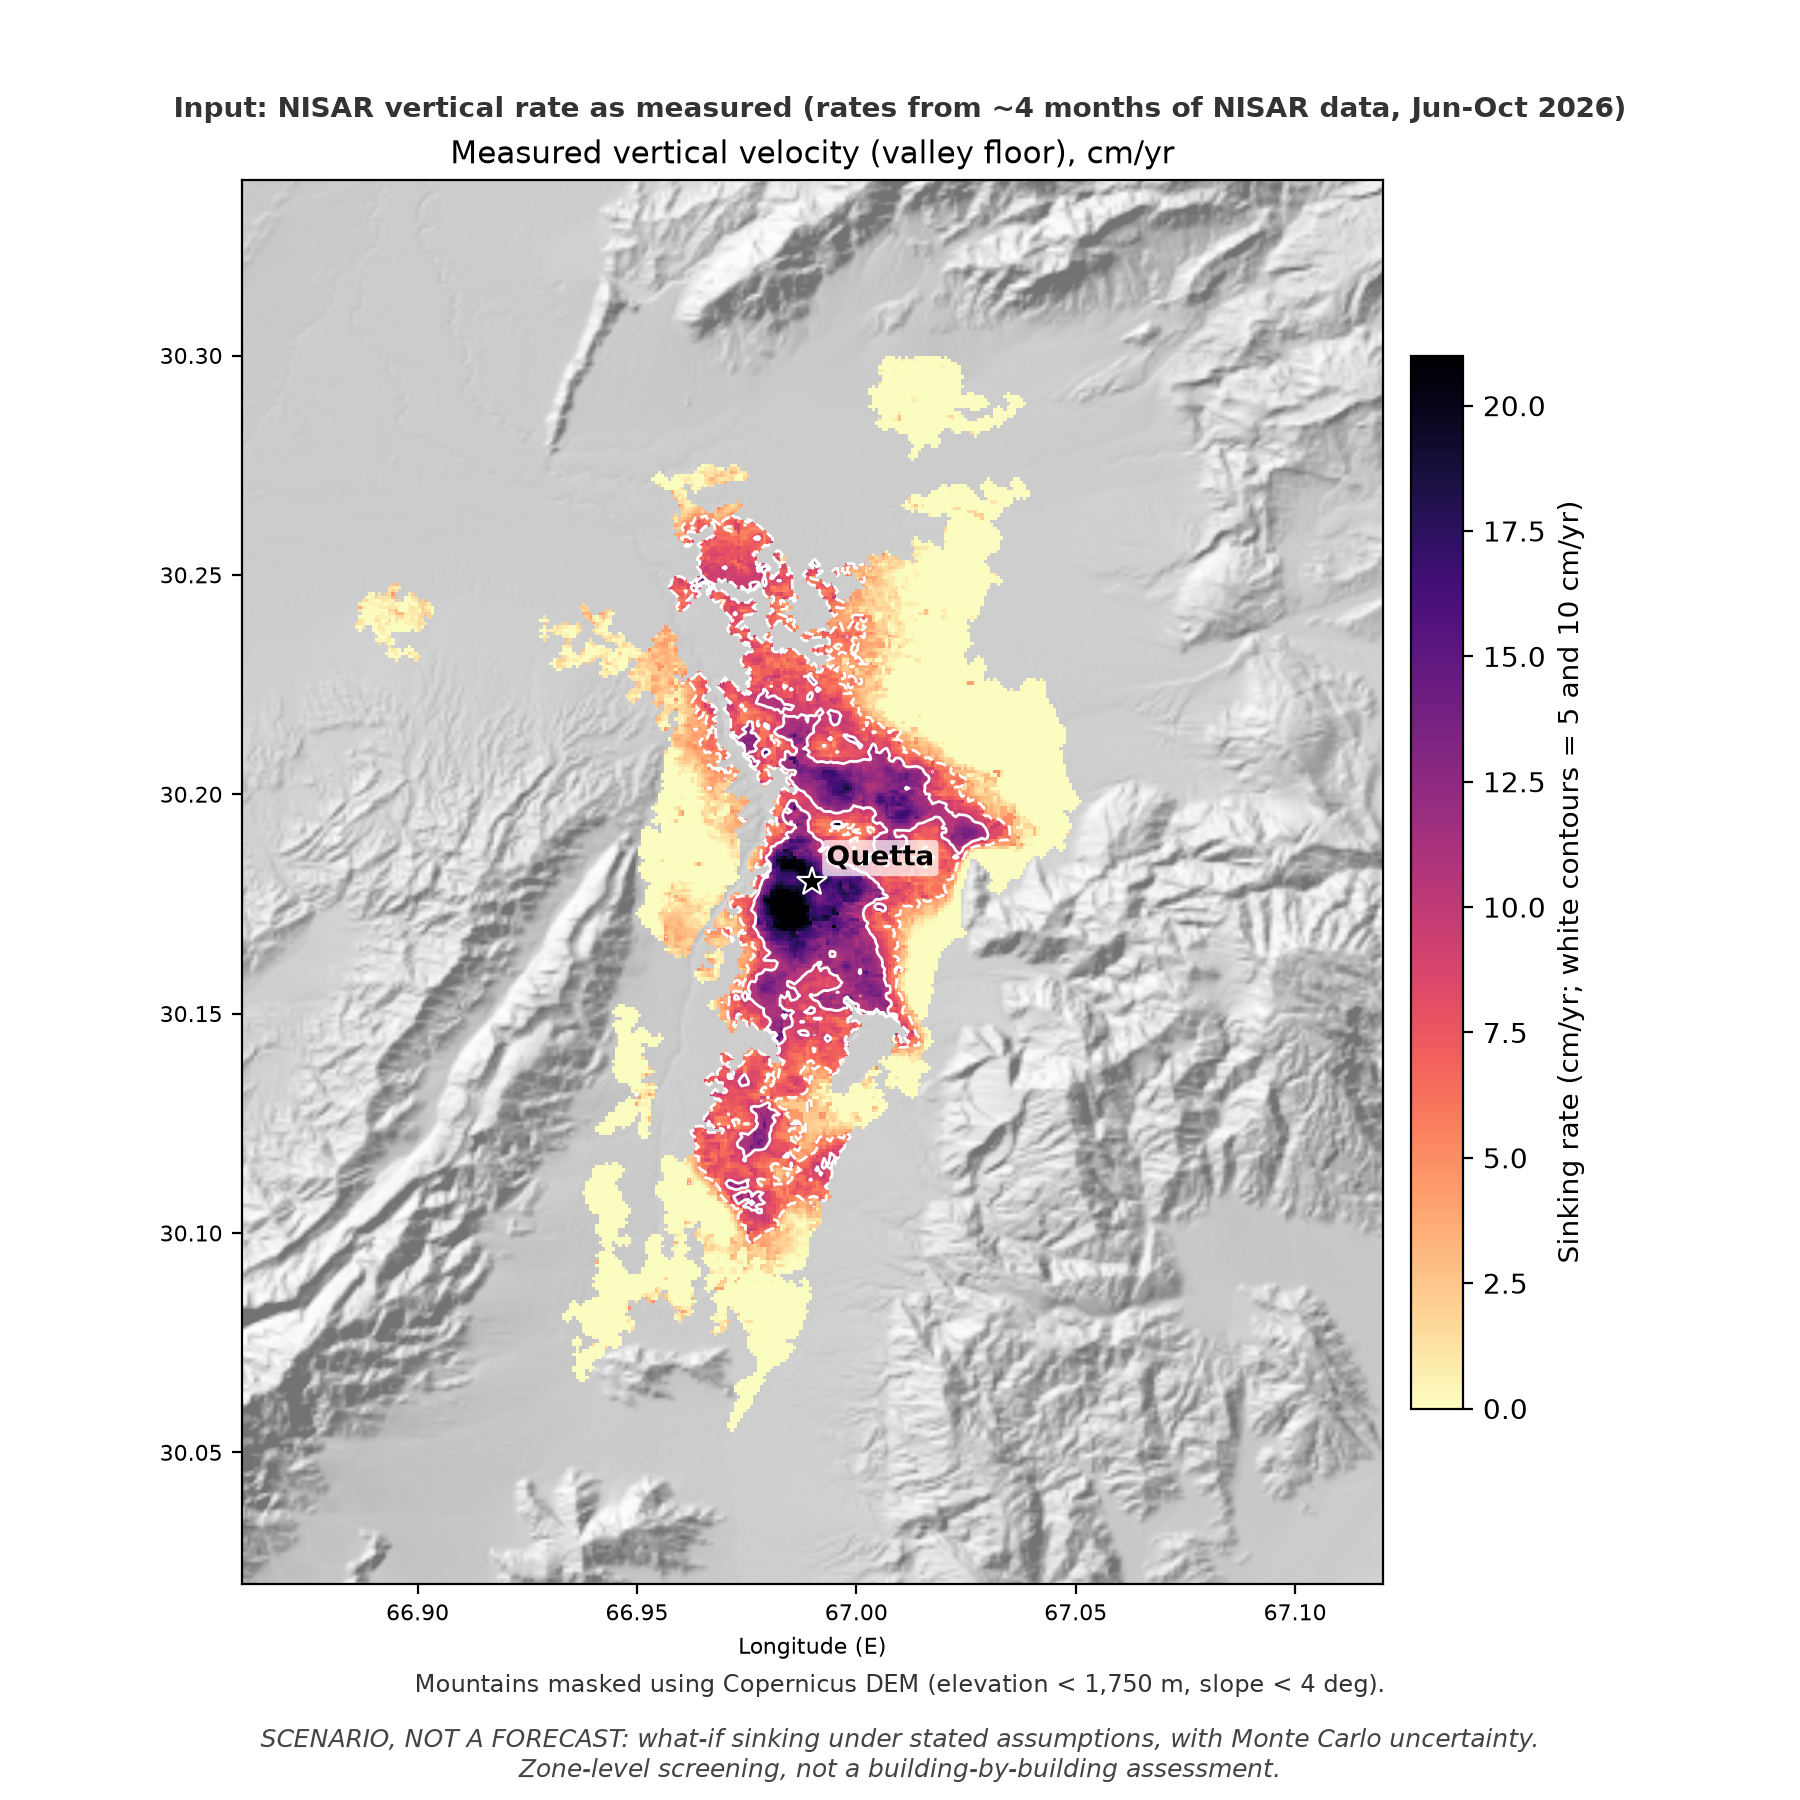 Input: NISAR vertical rate as measured (rates from ~4 months of NISAR data, Jun-Oct 2026)
Measured vertical velocity (valley floor), cm/yr
30.30
30.25
30.20
30.15
30.10
30.05
Quetta
66.90
66.95
67.00
67.05
67.10
Longitude (E)
20.0
17.5
15.0
12.5
10.0
7.5
5.0
2.5
0.0
Sinking rate (cm/yr; white contours = 5 and 10 cm/yr)
Mountains masked using Copernicus DEM (elevation < 1,750 m, slope < 4 deg).
SCENARIO, NOT A FORECAST: what-if sinking under stated assumptions, with Monte Carlo uncertainty.
Zone-level screening, not a building-by-building assessment.